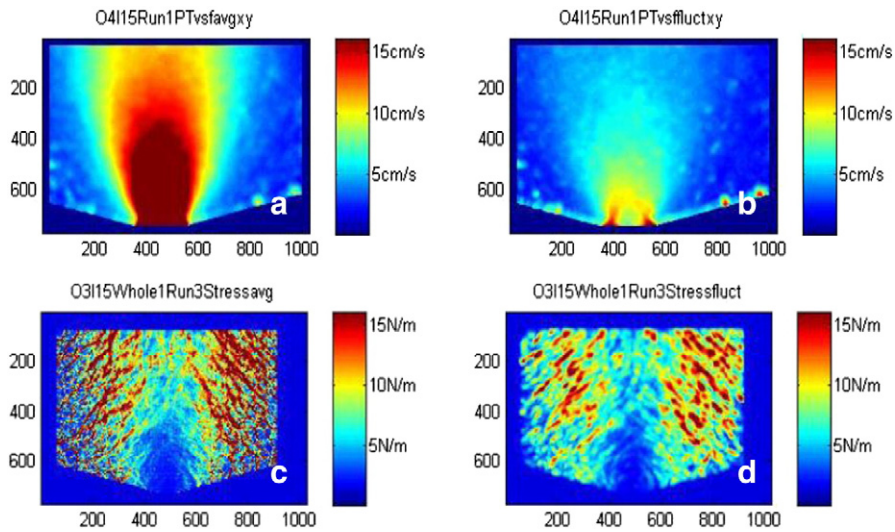 O4I15Run1PTvsfavgxy
200
400
600
200 400 600 800 1000
15cm/s
10cm/s
5cm/s
a
O4I15Run1PTvsffluctxy
200
400
600
200 400 600 800 1000
15cm/s
10cm/s
5cm/s
b
O3I15Whole1Run3Stressavg
200
400
600
200 400 600 800 1000
15N/m
10N/m
5N/m
c
O3I15Whole1Run3Stressfluct
200
400
600
200 400 600 800 1000
15N/m
10N/m
5N/m
d